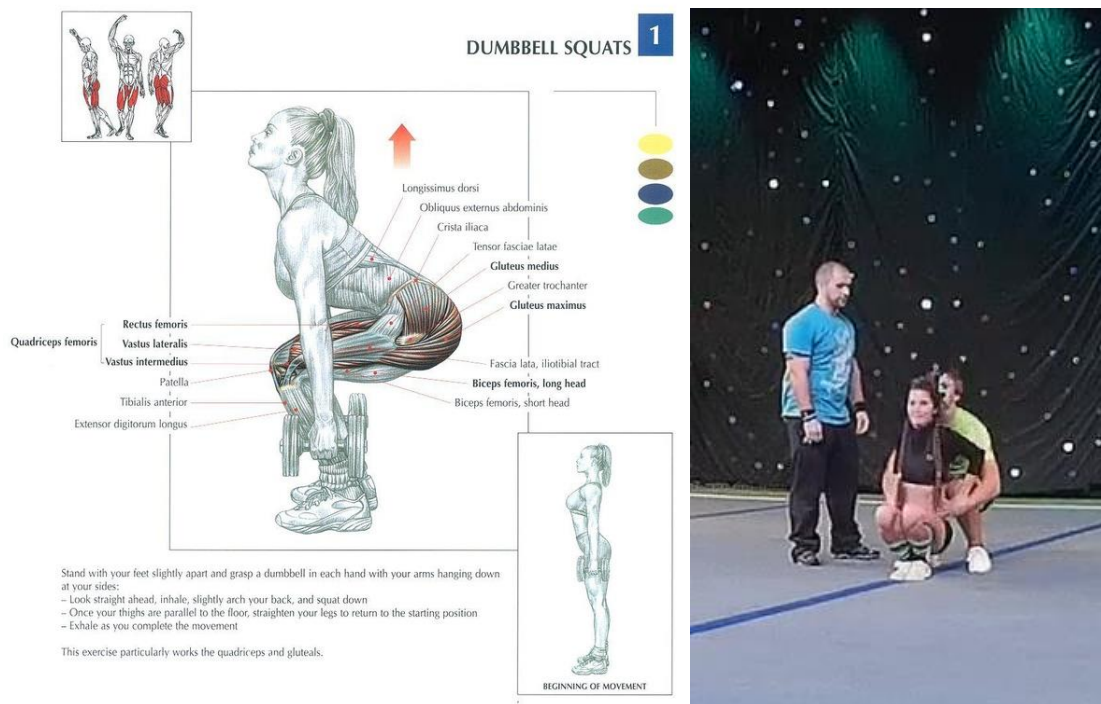 DUMBBELL SQUATS 1
Longissimus dorsi
Obliquus externus abdominis
Crista iliaca
Tensor fasciae latae
Gluteus medius
Greater trochanter
Gluteus maximus
Quadriceps femoris
Rectus femoris
Vastus lateralis
Vastus intermedius
Patella
Tibialis anterior
Extensor digitorum longus
Fascia lata, iliotibial tract
Biceps femoris, long head
Biceps femoris, short head
Stand with your feet slightly apart and grasp a dumbbell in each hand with your arms hanging down
at your sides:
– Look straight ahead, inhale, slightly arch your back, and squat down
– Once your thighs are parallel to the floor, straighten your legs to return to the starting position
– Exhale as you complete the movement
This exercise particularly works the quadriceps and gluteals.
BEGINNING OF MOVEMENT